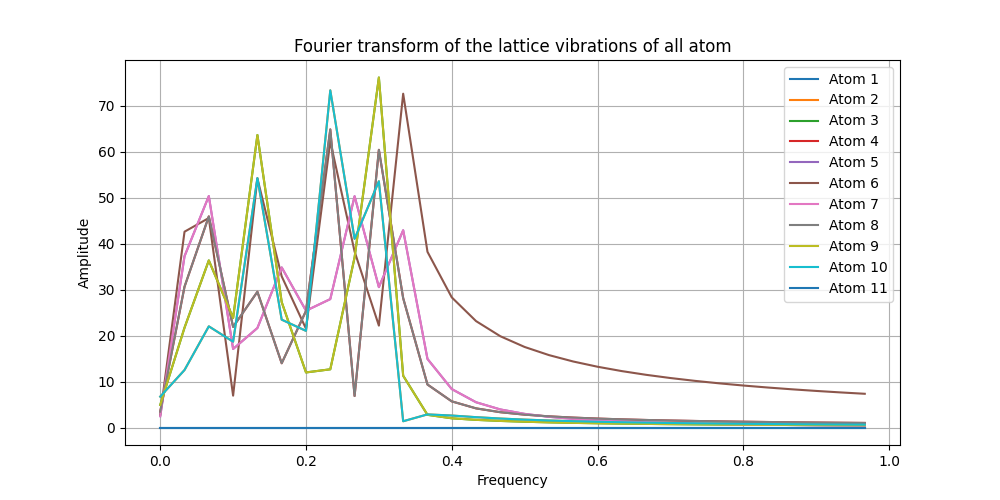 Fourier transform of the lattice vibrations of all atom
Amplitude
70
60
50
40
30
20
10
0
0.0 0.2 0.4 0.6 0.8 1.0
Frequency
Atom 1
Atom 2
Atom 3
Atom 4
Atom 5
Atom 6
Atom 7
Atom 8
Atom 9
Atom 10
Atom 11